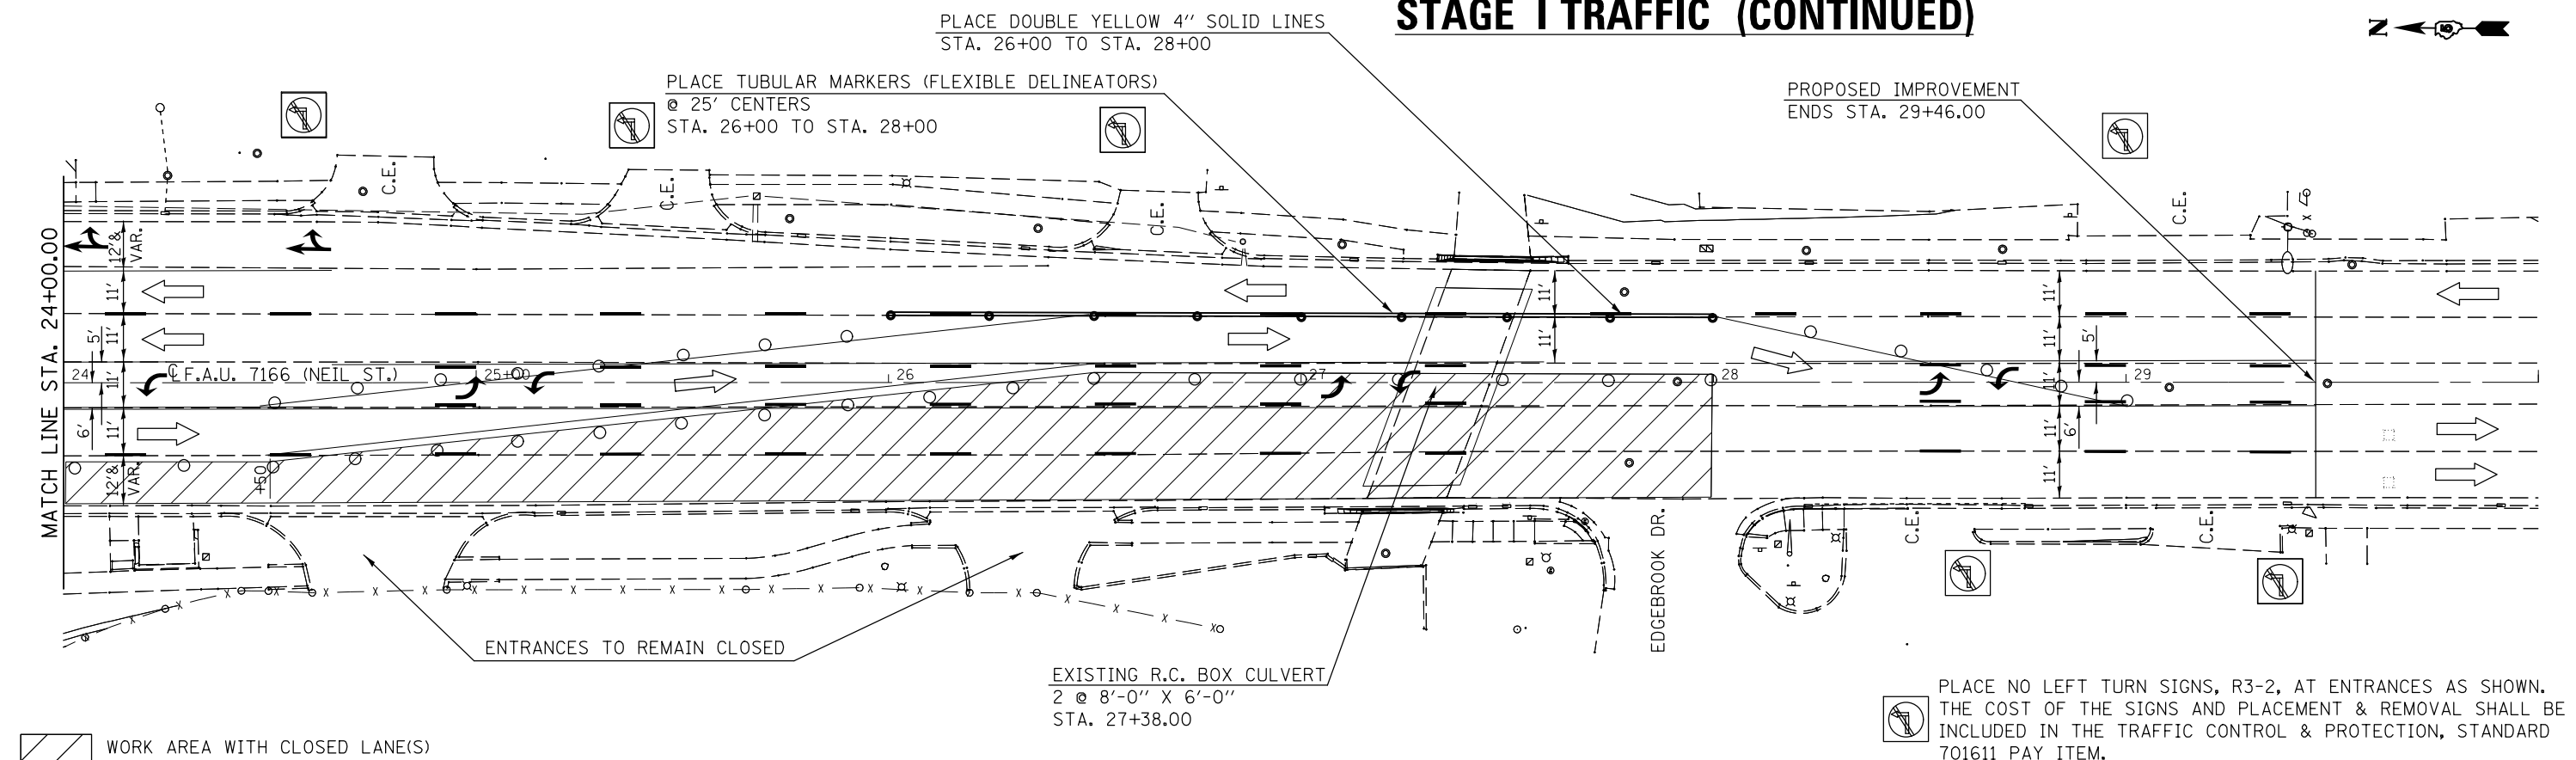 STAGE I TRAFFIC (CONTINUED)
PLACE DOUBLE YELLOW 4" SOLID LINES
STA. 26+00 TO STA. 28+00
N
PLACE TUBULAR MARKERS (FLEXIBLE DELINEATORS)
@ 25' CENTERS
STA. 26+00 TO STA. 28+00
PROPOSED IMPROVEMENT
ENDS STA. 29+46.00
C.E.
C.E.
C.E.
C.E.
MATCH LINE STA. 24+00.00
12'&
VAR.
11'
11'
5'
11'
6'
11'
12'&
VAR.
24
℄ F.A.U. 7166 (NEIL ST.)
25+00
26
27
28
29
+50
11'
11'
11'
11'
5'
11'
6'
11'
11'
EDGEBROOK DR.
C.E.
C.E.
ENTRANCES TO REMAIN CLOSED
EXISTING R.C. BOX CULVERT
2 @ 8'-0" X 6'-0"
STA. 27+38.00
PLACE NO LEFT TURN SIGNS, R3-2, AT ENTRANCES AS SHOWN.
THE COST OF THE SIGNS AND PLACEMENT & REMOVAL SHALL BE
INCLUDED IN THE TRAFFIC CONTROL & PROTECTION, STANDARD
701611 PAY ITEM.
WORK AREA WITH CLOSED LANE(S)